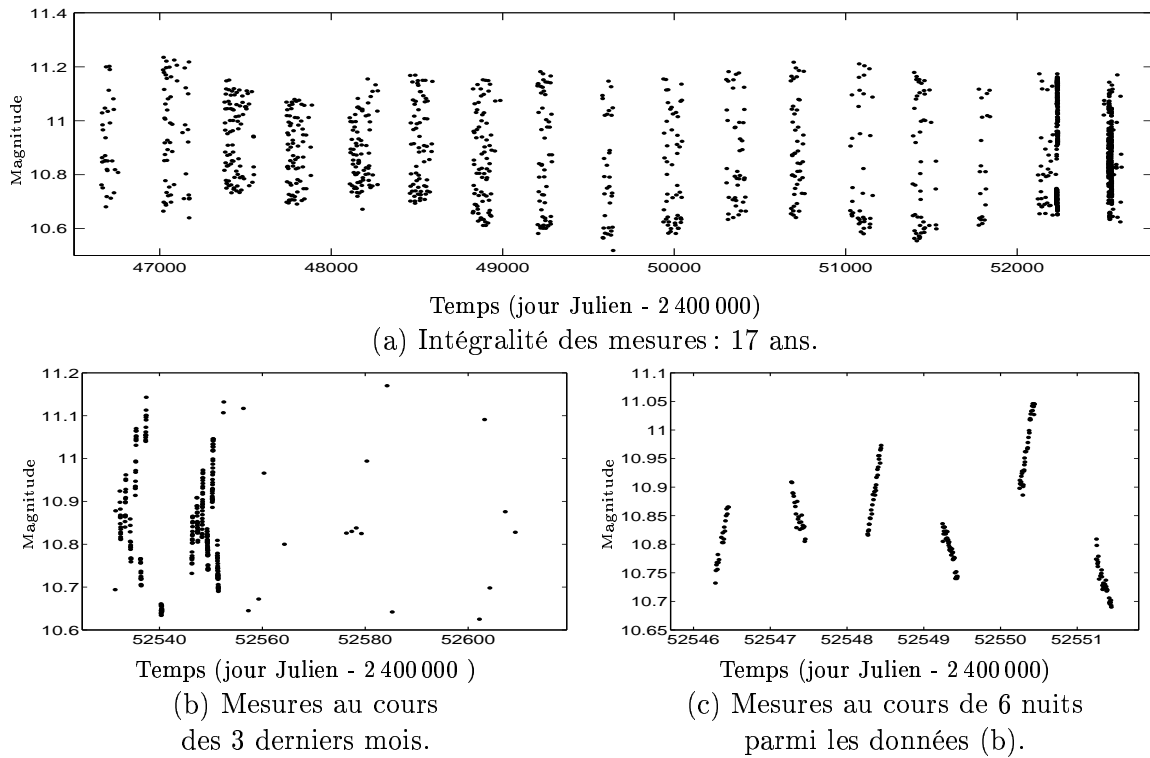 11.4
11.2
11
10.8
10.6
Magnitude
47000 48000 49000 50000 51000 52000
Temps (jour Julien - 2 400 000)
(a) Intégralité des mesures : 17 ans.
11.2
11.1
11
10.9
10.8
10.7
10.6
Magnitude
52540 52560 52580 52600
Temps (jour Julien - 2 400 000 )
(b) Mesures au cours
des 3 derniers mois.
11.1
11.05
11
10.95
10.9
10.85
10.8
10.75
10.7
10.65
Magnitude
52546 52547 52548 52549 52550 52551
Temps (jour Julien - 2 400 000)
(c) Mesures au cours de 6 nuits
parmi les données (b).